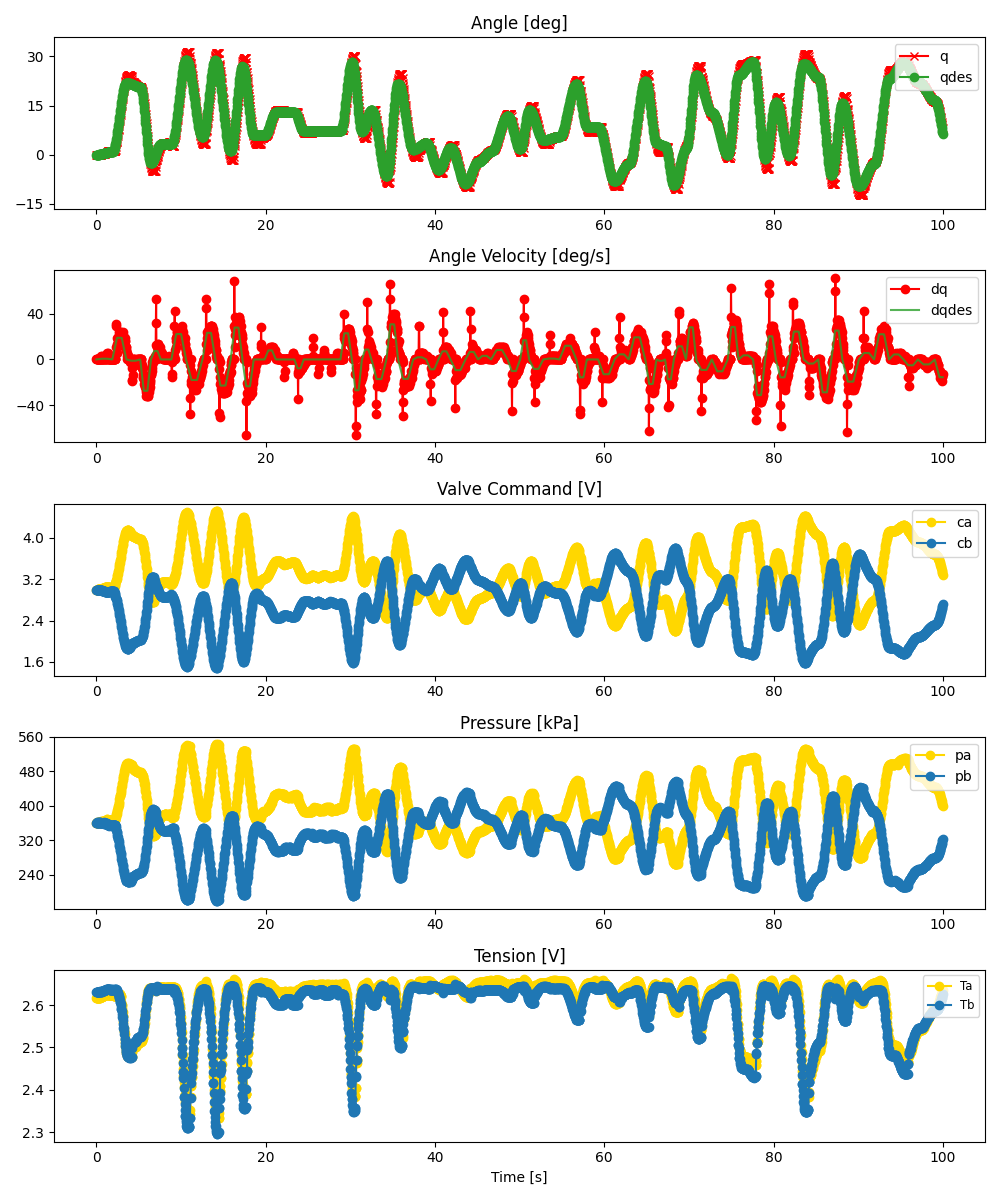 Angle [deg]
30
15
0
−15
q
qdes
0 20 40 60 80 100
Angle Velocity [deg/s]
40
0
−40
dq
dqdes
0 20 40 60 80 100
Valve Command [V]
4.0
3.2
2.4
1.6
ca
cb
0 20 40 60 80 100
Pressure [kPa]
560
480
400
320
240
pa
pb
0 20 40 60 80 100
Tension [V]
2.6
2.5
2.4
2.3
Ta
Tb
0 20 40 60 80 100
Time [s]